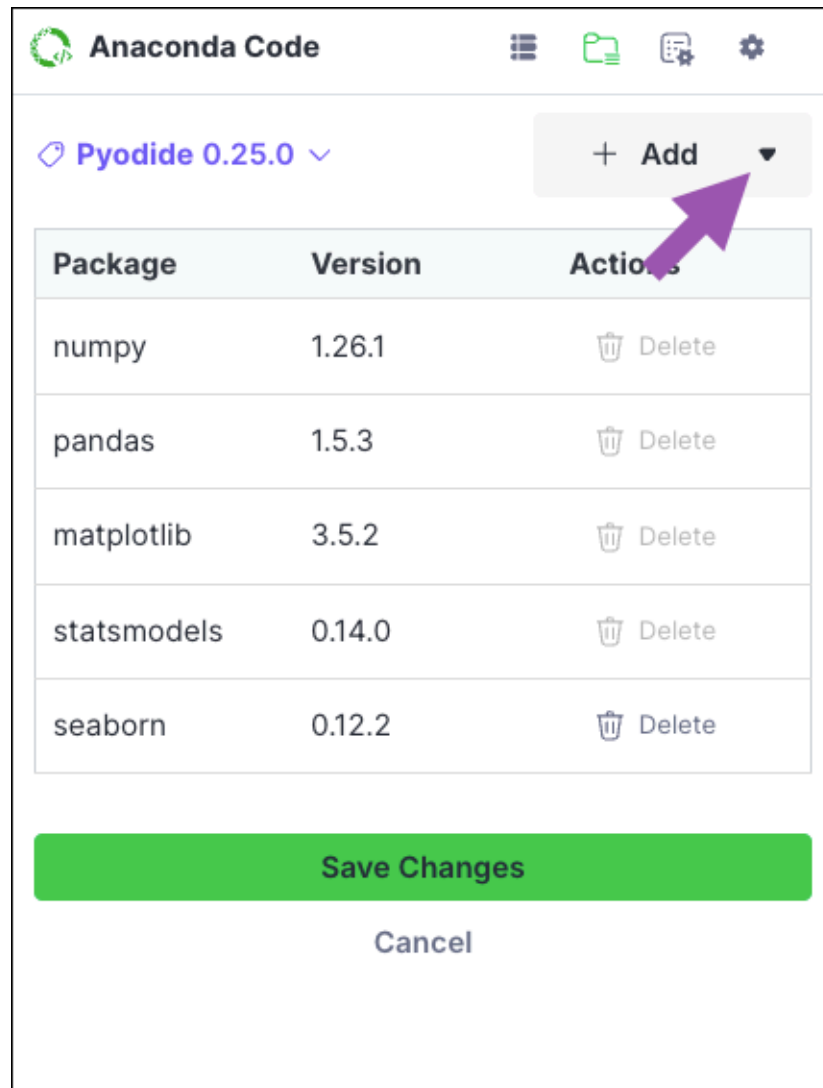 Anaconda Code
Pyodide 0.25.0
+ Add
Package Version Actions
numpy 1.26.1 Delete
pandas 1.5.3 Delete
matplotlib 3.5.2 Delete
statsmodels 0.14.0 Delete
seaborn 0.12.2 Delete
Save Changes
Cancel